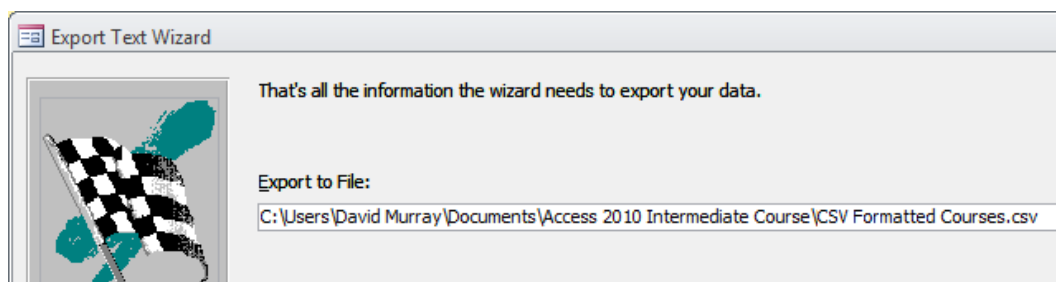 Export Text Wizard
That's all the information the wizard needs to export your data.
Export to File:
C:\Users\David Murray\Documents\Access 2010 Intermediate Course\CSV Formatted Courses.csv